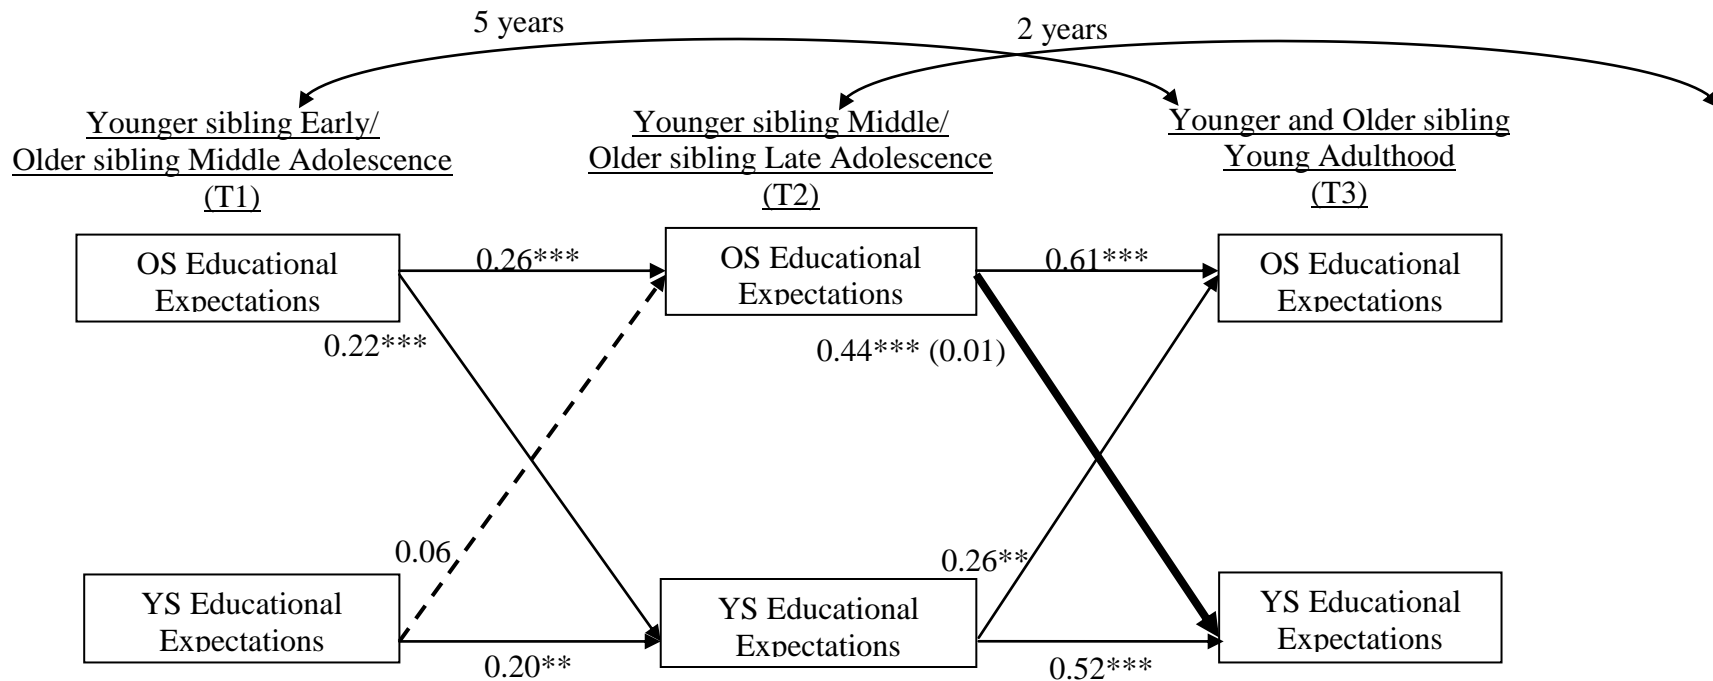 5 years
2 years
Younger sibling Early/
Older sibling Middle Adolescence
(T1)
Younger sibling Middle/
Older sibling Late Adolescence
(T2)
Younger and Older sibling
Young Adulthood
(T3)
OS Educational
Expectations
0.26***
OS Educational
Expectations
0.61***
OS Educational
Expectations
0.22***
0.44*** (0.01)
0.06
0.26**
YS Educational
Expectations
0.20**
YS Educational
Expectations
0.52***
YS Educational
Expectations